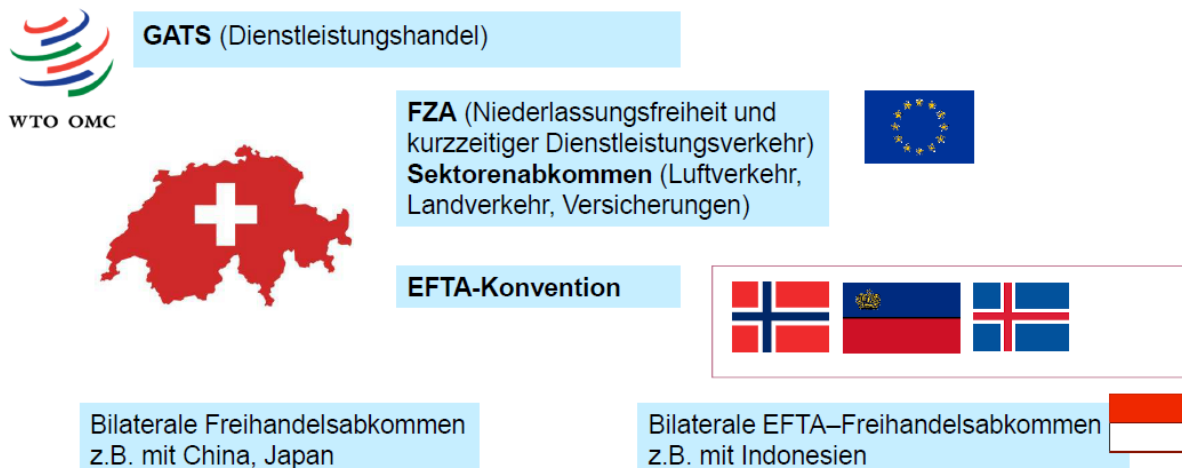 GATS (Dienstleistungshandel)
WTO OMC
FZA (Niederlassungsfreiheit und
kurzzeitiger Dienstleistungsverkehr)
Sektorenabkommen (Luftverkehr,
Landverkehr, Versicherungen)
EFTA-Konvention
Bilaterale Freihandelsabkommen
z.B. mit China, Japan
Bilaterale EFTA–Freihandelsabkommen
z.B. mit Indonesien